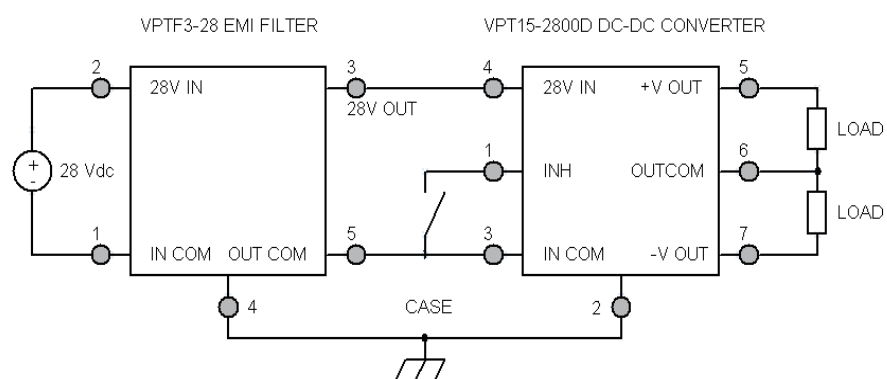 VPTF3-28 EMI FILTER
VPT15-2800D DC-DC CONVERTER
2
3
4
5
28V IN
28V OUT
28V IN
+V OUT
LOAD
1
6
+
-
28 Vdc
INH
OUTCOM
LOAD
1
5
3
7
IN COM
OUT COM
IN COM
-V OUT
4
CASE
2